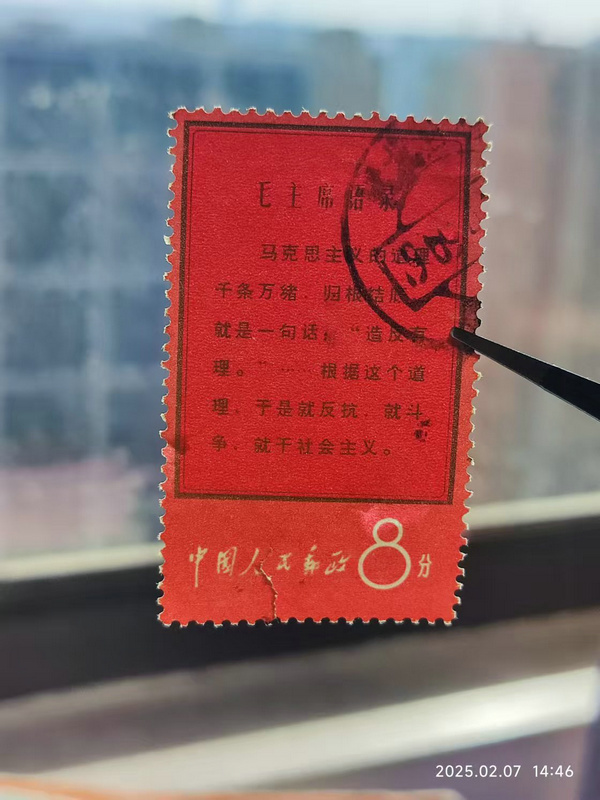 毛主席语录
马克思主义的道理
千条万绪、归根结底、
就是一句话：“造反有
理。”……根据这个道
理，于是就反抗、就斗
争、就干社会主义。
中国人民邮政 8分
2025.02.07 14:46